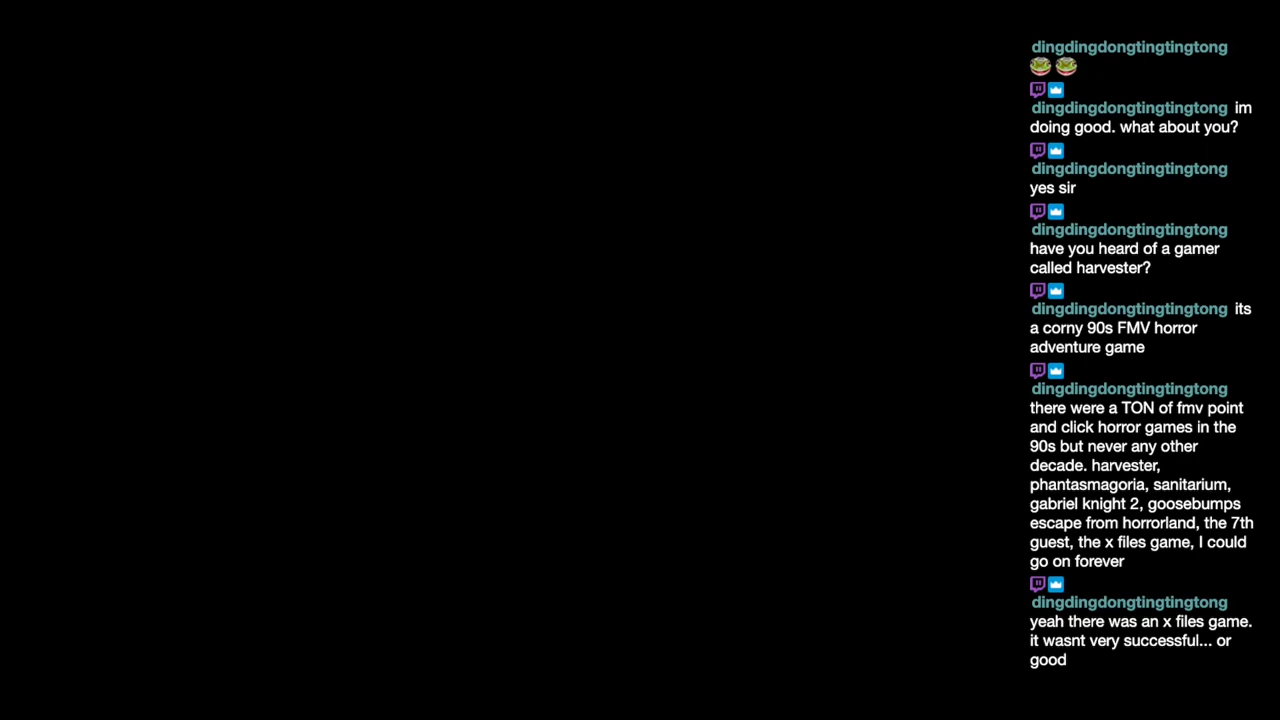 dingdingdongtingtingtong
dingdingdongtingtingtong im
doing good. what about you?
dingdingdongtingtingtong
yes sir
dingdingdongtingtingtong
have you heard of a gamer
called harvester?
dingdingdongtingtingtong its
a corny 90s FMV horror
adventure game
dingdingdongtingtingtong
there were a TON of fmv point
and click horror games in the
90s but never any other
decade. harvester,
phantasmagoria, sanitarium,
gabriel knight 2, goosebumps
escape from horrorland, the 7th
guest, the x files game, I could
go on forever
dingdingdongtingtingtong
yeah there was an x files game.
it wasnt very successful... or
good